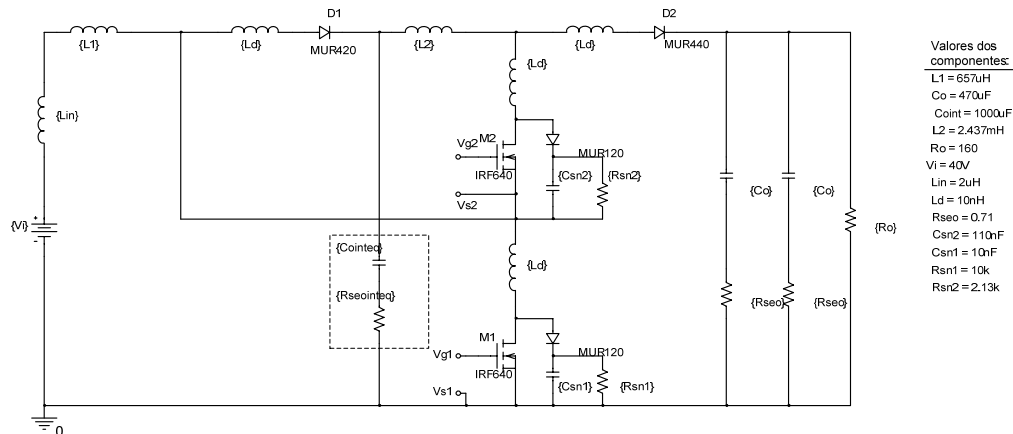 D1
D2
{L1}
{Ld}
MUR420
{L2}
{Ld}
MUR440
Valores dos
componentes:
L1 = 657uH
Co = 470uF
Coint = 1000uF
L2 = 2.437mH
Ro = 160
Vi = 40V
Lin = 2uH
Ld = 10nH
Rseo = 0.71
Csn2 = 110nF
Csn1 = 10nF
Rsn1 = 10k
Rsn2 = 2.13k
{Ld}
{Lin}
M2
Vg2
MUR120
IRF640
{Csn2}
{Rsn2}
Vs2
{Co}
{Co}
+
{Vi}
-
{Ro}
{Cointeq}
{Ld}
{Rseointeq}
{Rseo}
{Rseo}
M1
Vg1
MUR120
IRF640
{Csn1}
{Rsn1}
Vs1
0